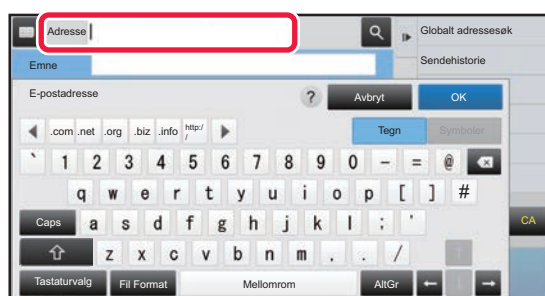 Adresse
Globalt adressesøk
Emne
Sendehistorie
E-postadresse
? Avbryt OK
.com .net .org .biz .info http:/
/
Tegn Symboler
` 1 2 3 4 5 6 7 8 9 0 - = @
q w e r t y u i o p [ ] #
Caps a s d f g h j k l ; '
CA
z x c v b n m . . /
Tastaturvalg Fil Format Mellomrom AltGr